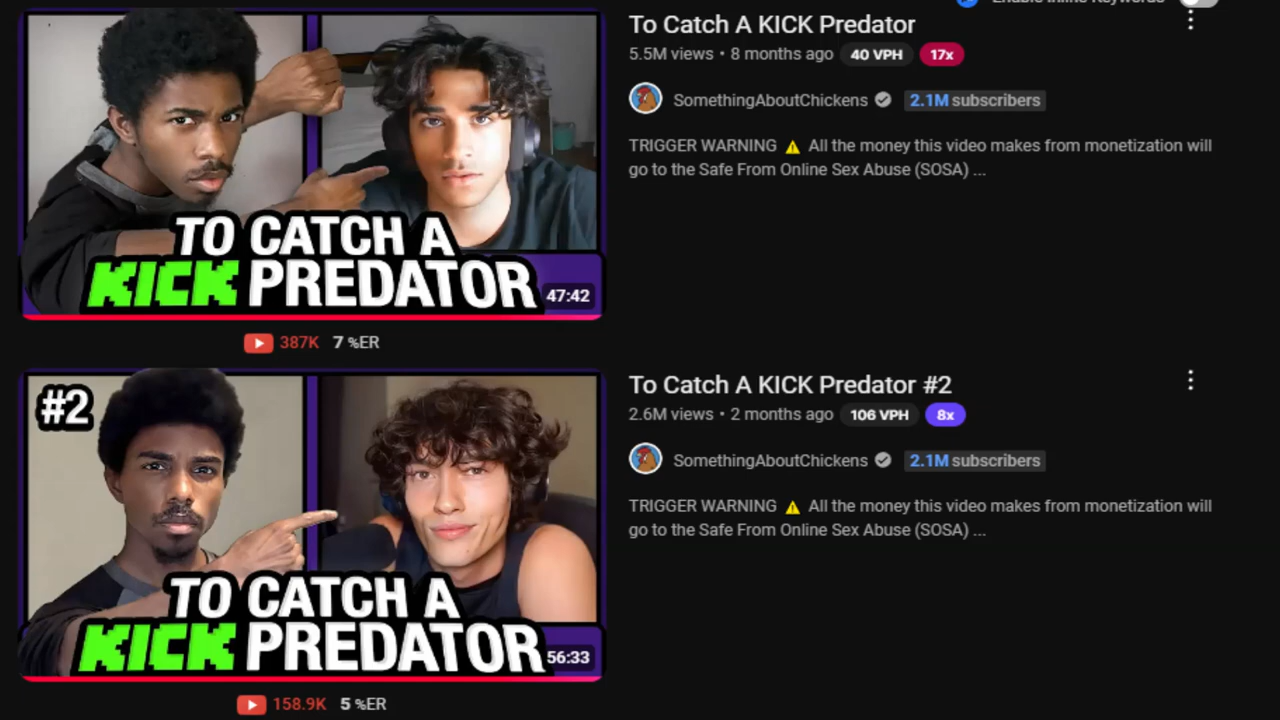 Enable Inline Keywords
To Catch A KICK Predator
5.5M views • 8 months ago 40 VPH 17x
SomethingAboutChickens 2.1M subscribers
TRIGGER WARNING ⚠️ All the money this video makes from monetization will
go to the Safe From Online Sex Abuse (SOSA) ...
TO CATCH A
KICK PREDATOR
47:42
387K 7 %ER
#2
To Catch A KICK Predator #2
2.6M views • 2 months ago 106 VPH 8x
SomethingAboutChickens 2.1M subscribers
TRIGGER WARNING ⚠️ All the money this video makes from monetization will
go to the Safe From Online Sex Abuse (SOSA) ...
TO CATCH A
KICK PREDATOR
56:33
158.9K 5 %ER